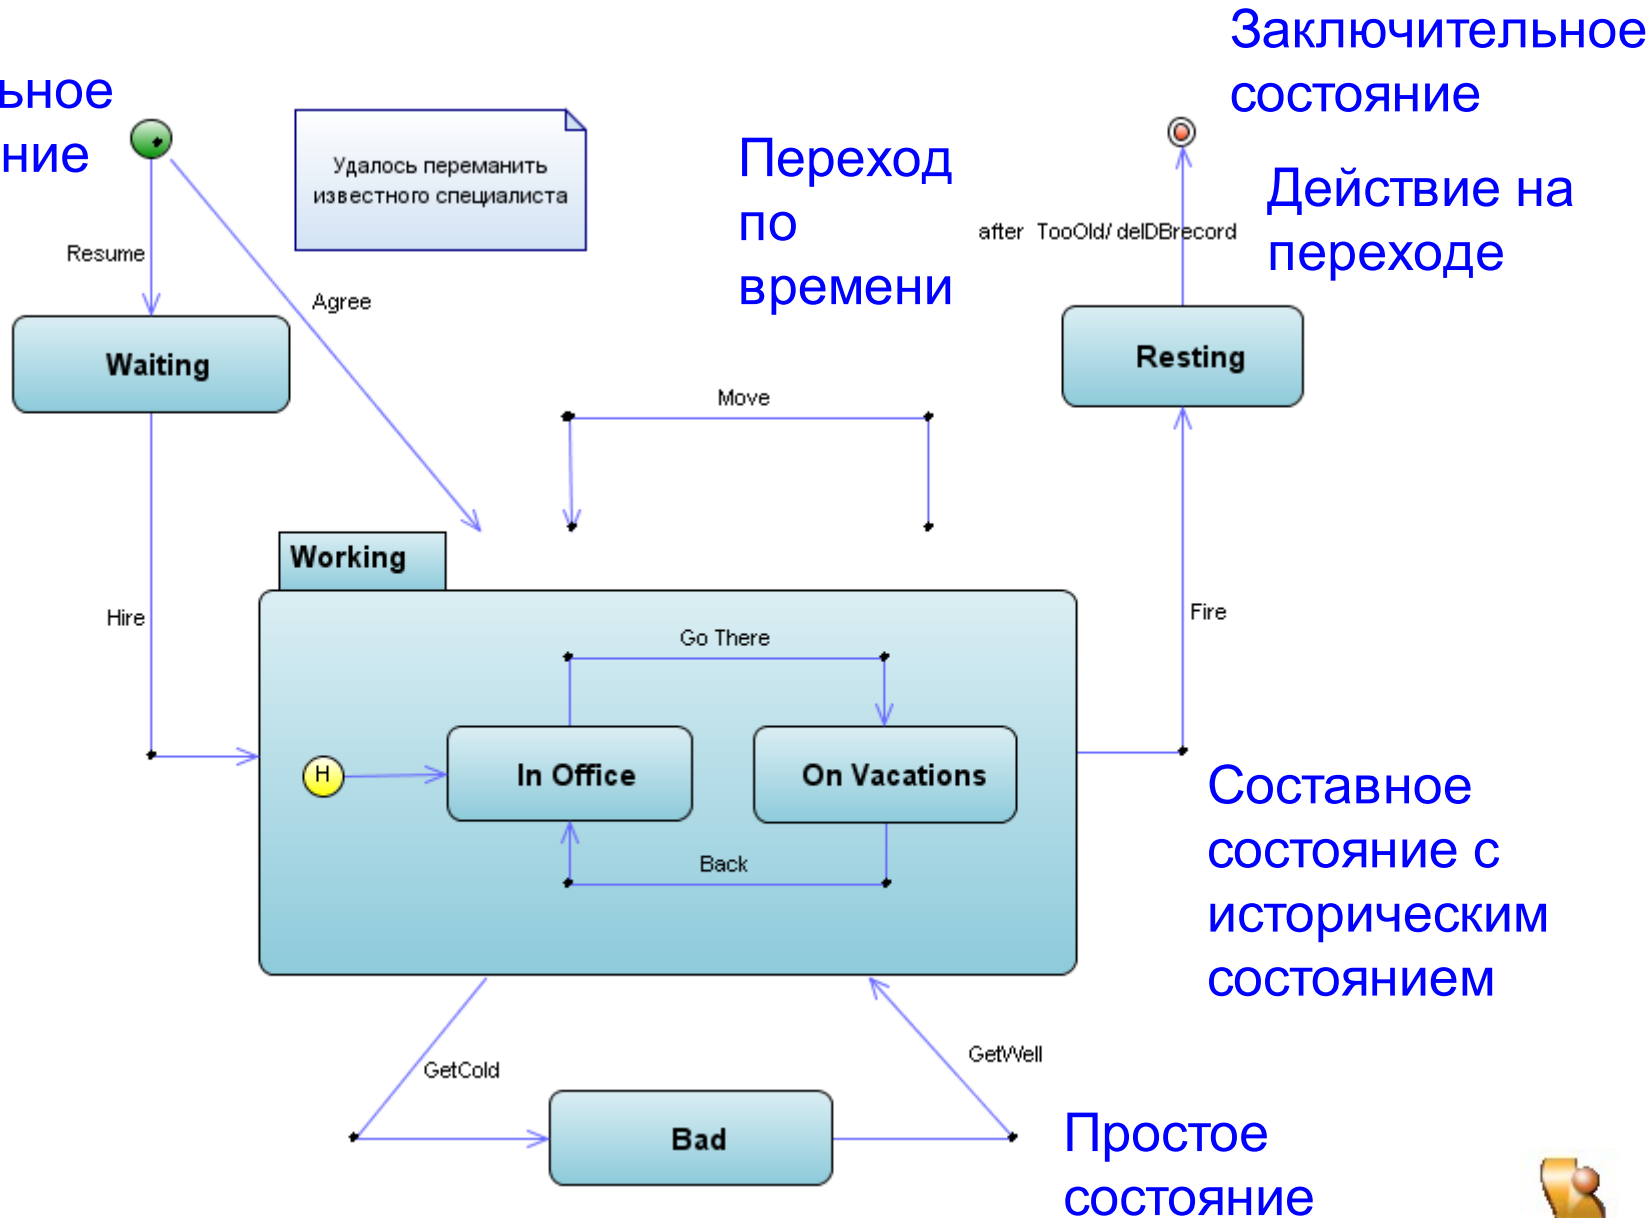 Заключительное
состояние
ьное
ние
Удалось переманить
известного специалиста
Переход
по
времени
Действие на
переходе
after TooOld/ delDBrecord
Resume
Agree
Waiting
Resting
Move
Working
Hire
Fire
Go There
H
In Office
On Vacations
Back
Составное
состояние с
историческим
состоянием
GetCold
GetWell
Bad
Простое
состояние